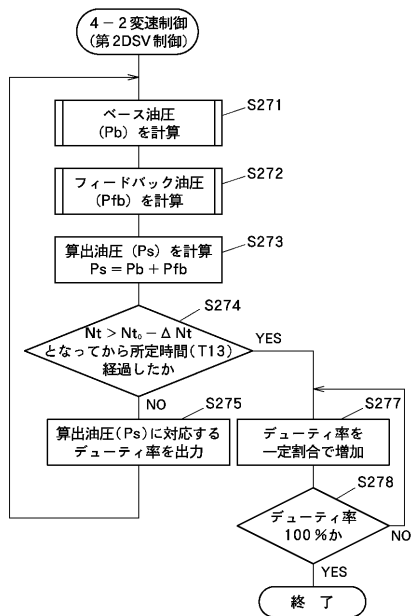 4－2変速制御
(第2DSV制御)
S271
ベース油圧
(Pb) を計算
S272
フィードバック油圧
(Pfb) を計算
S273
算出油圧 (Ps) を計算
Ps = Pb + Pfb
S274
Nt > Nt₀ − Δ Nt
となってから所定時間(T13)
経過したか
YES
NO
S275
算出油圧(Ps)に対応する
デューティ率を出力
S277
デューティ率を
一定割合で増加
S278
デューティ率
100 %か
NO
YES
終 了